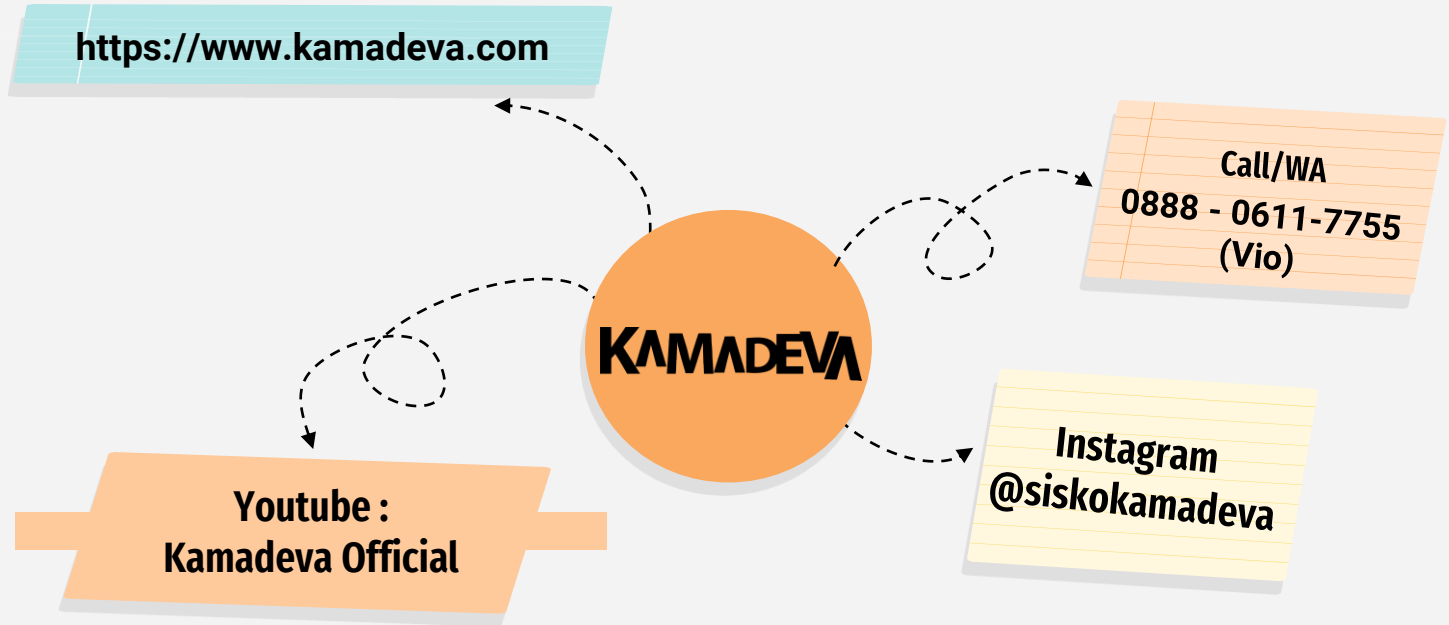 https://www.kamadeva.com
Call/WA
0888 - 0611-7755
(Vio)
KAMADEVA
Instagram
@siskokamadeva
Youtube :
Kamadeva Official